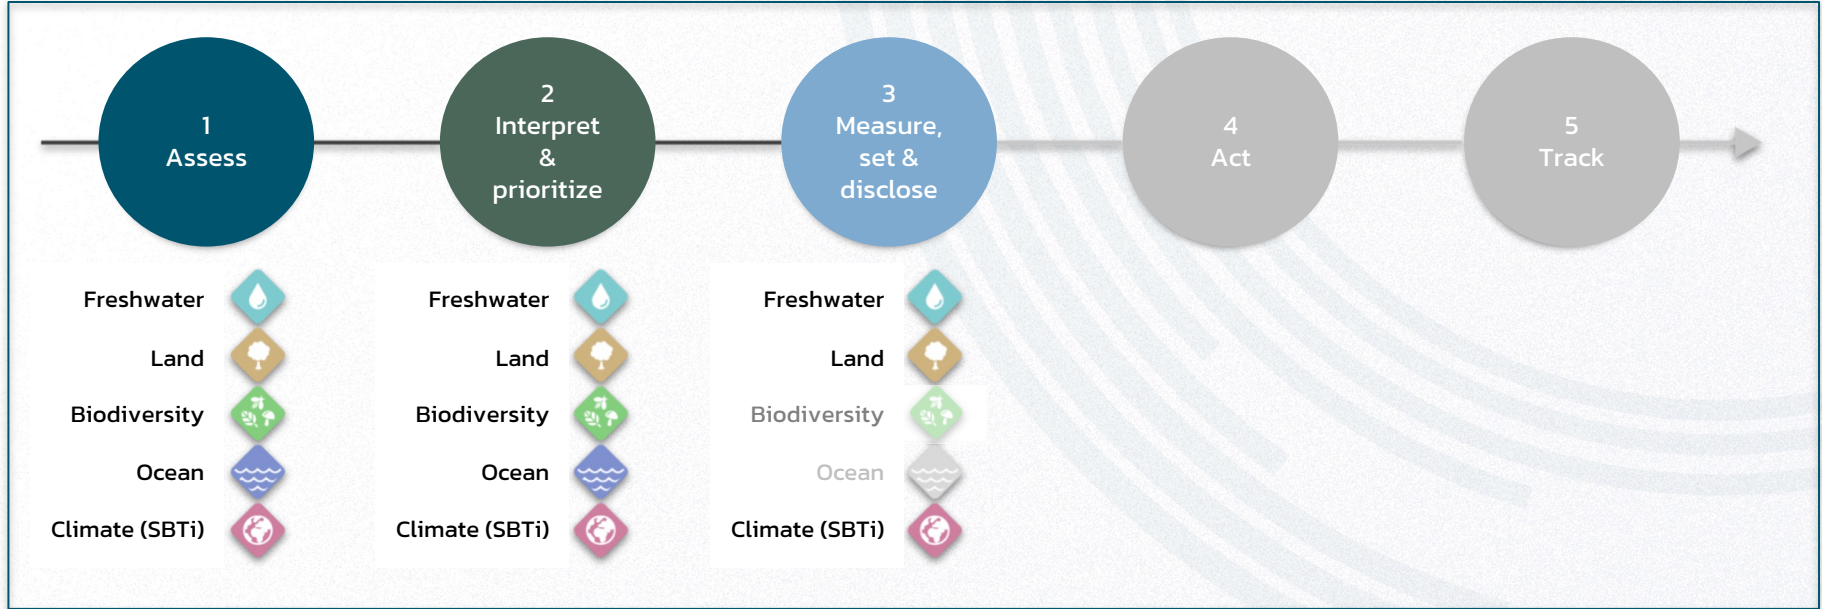 1
Assess
2
Interpret
&
prioritize
3
Measure,
set &
disclose
4
Act
5
Track
Freshwater
Land
Biodiversity
Ocean
Climate (SBTi)
Freshwater
Land
Biodiversity
Ocean
Climate (SBTi)
Freshwater
Land
Biodiversity
Ocean
Climate (SBTi)